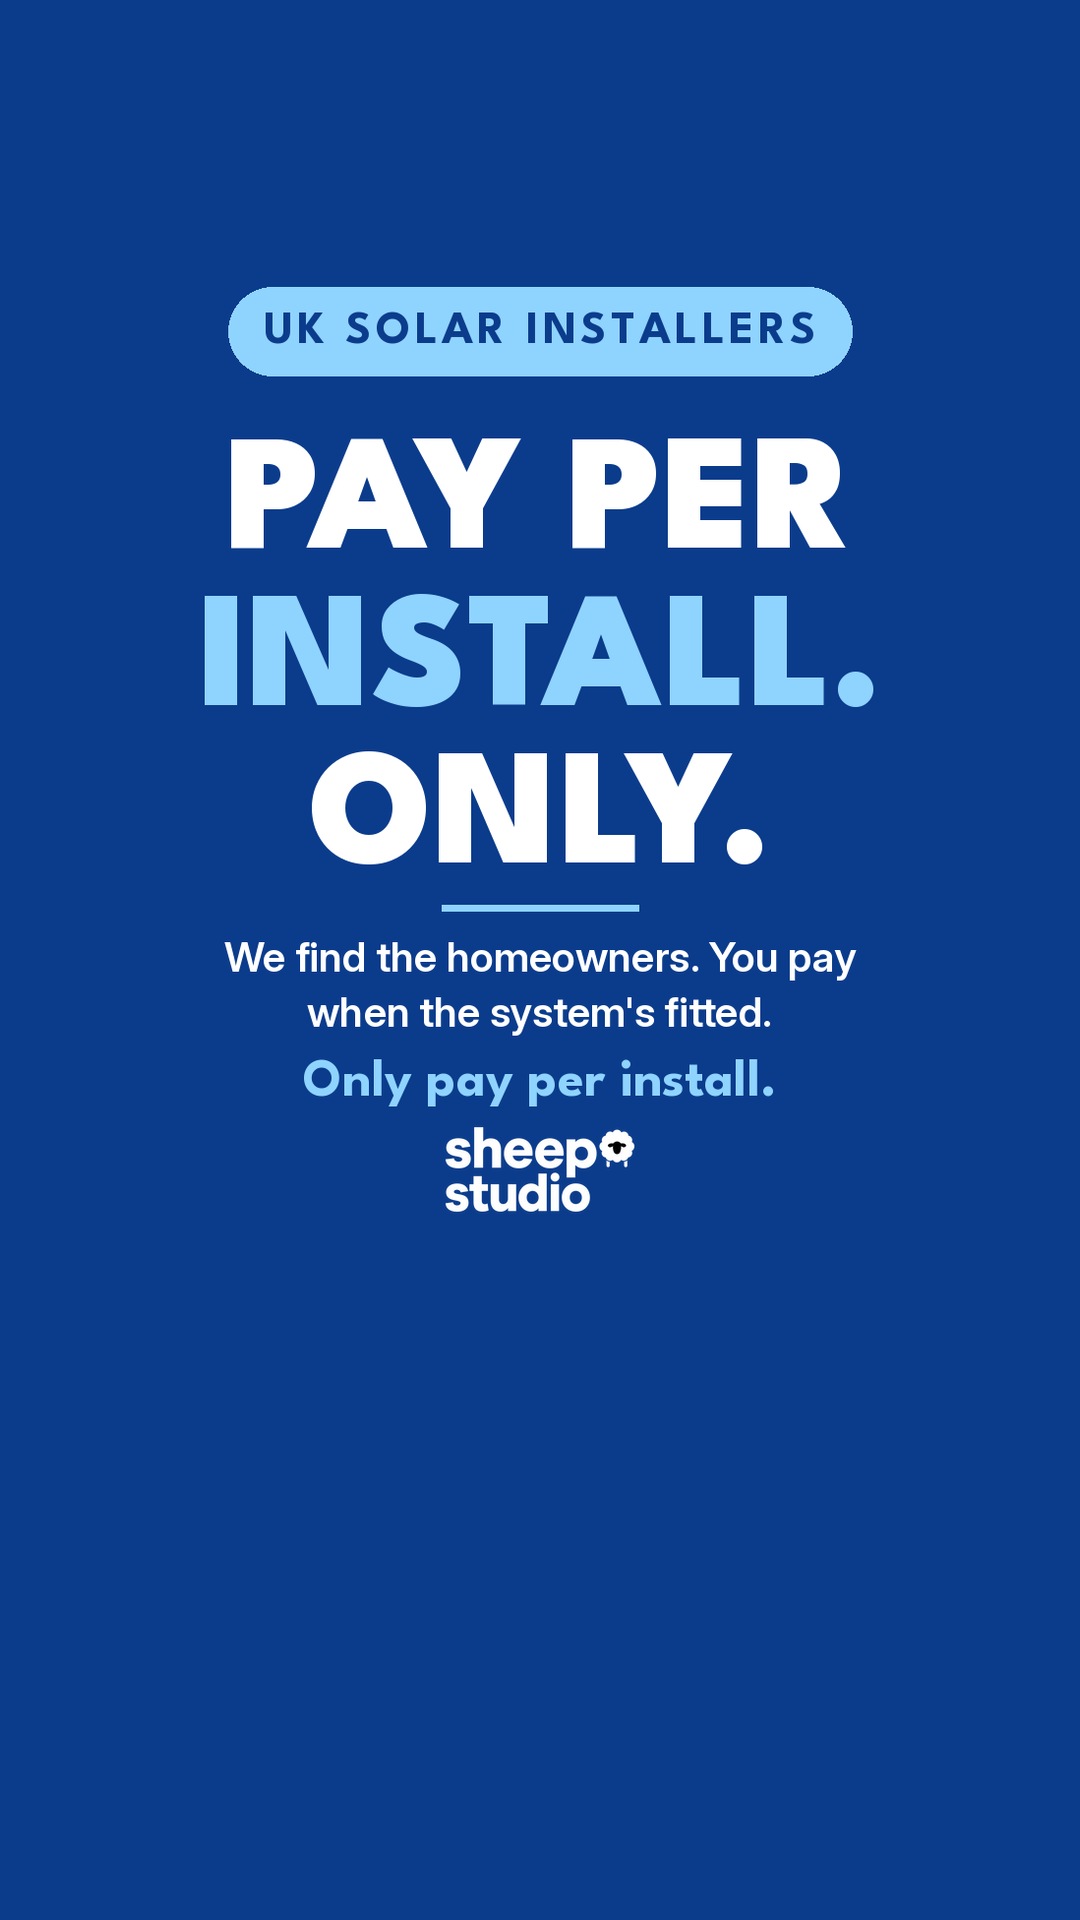 UK SOLAR INSTALLERS
PAY PER
INSTALL.
ONLY.
We find the homeowners. You pay
when the system's fitted.
Only pay per install.
sheep
studio